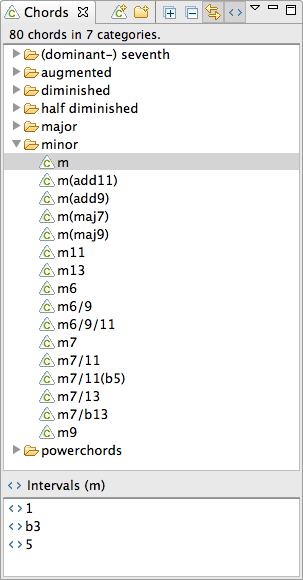 Chords
80 chords in 7 categories.
(dominant-) seventh
augmented
diminished
half diminished
major
minor
C m
C m(add11)
C m(add9)
C m(maj7)
C m(maj9)
C m11
C m13
C m6
C m6/9
C m6/9/11
C m7
C m7/11
C m7/11(b5)
C m7/13
C m7/b13
C m9
powerchords
<> Intervals (m)
<> 1
<> b3
<> 5